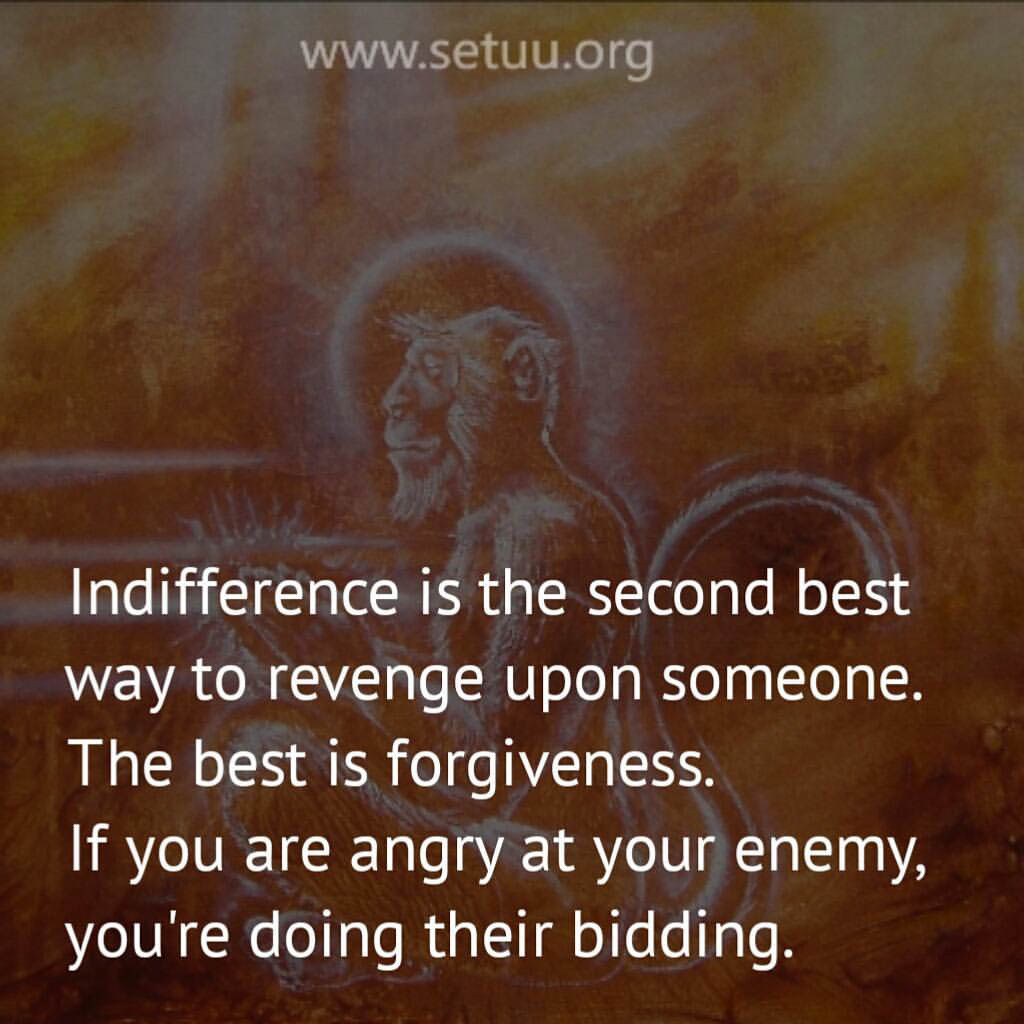 www.setuu.org
Indifference is the second best
way to revenge upon someone.
The best is forgiveness.
If you are angry at your enemy,
you're doing their bidding.